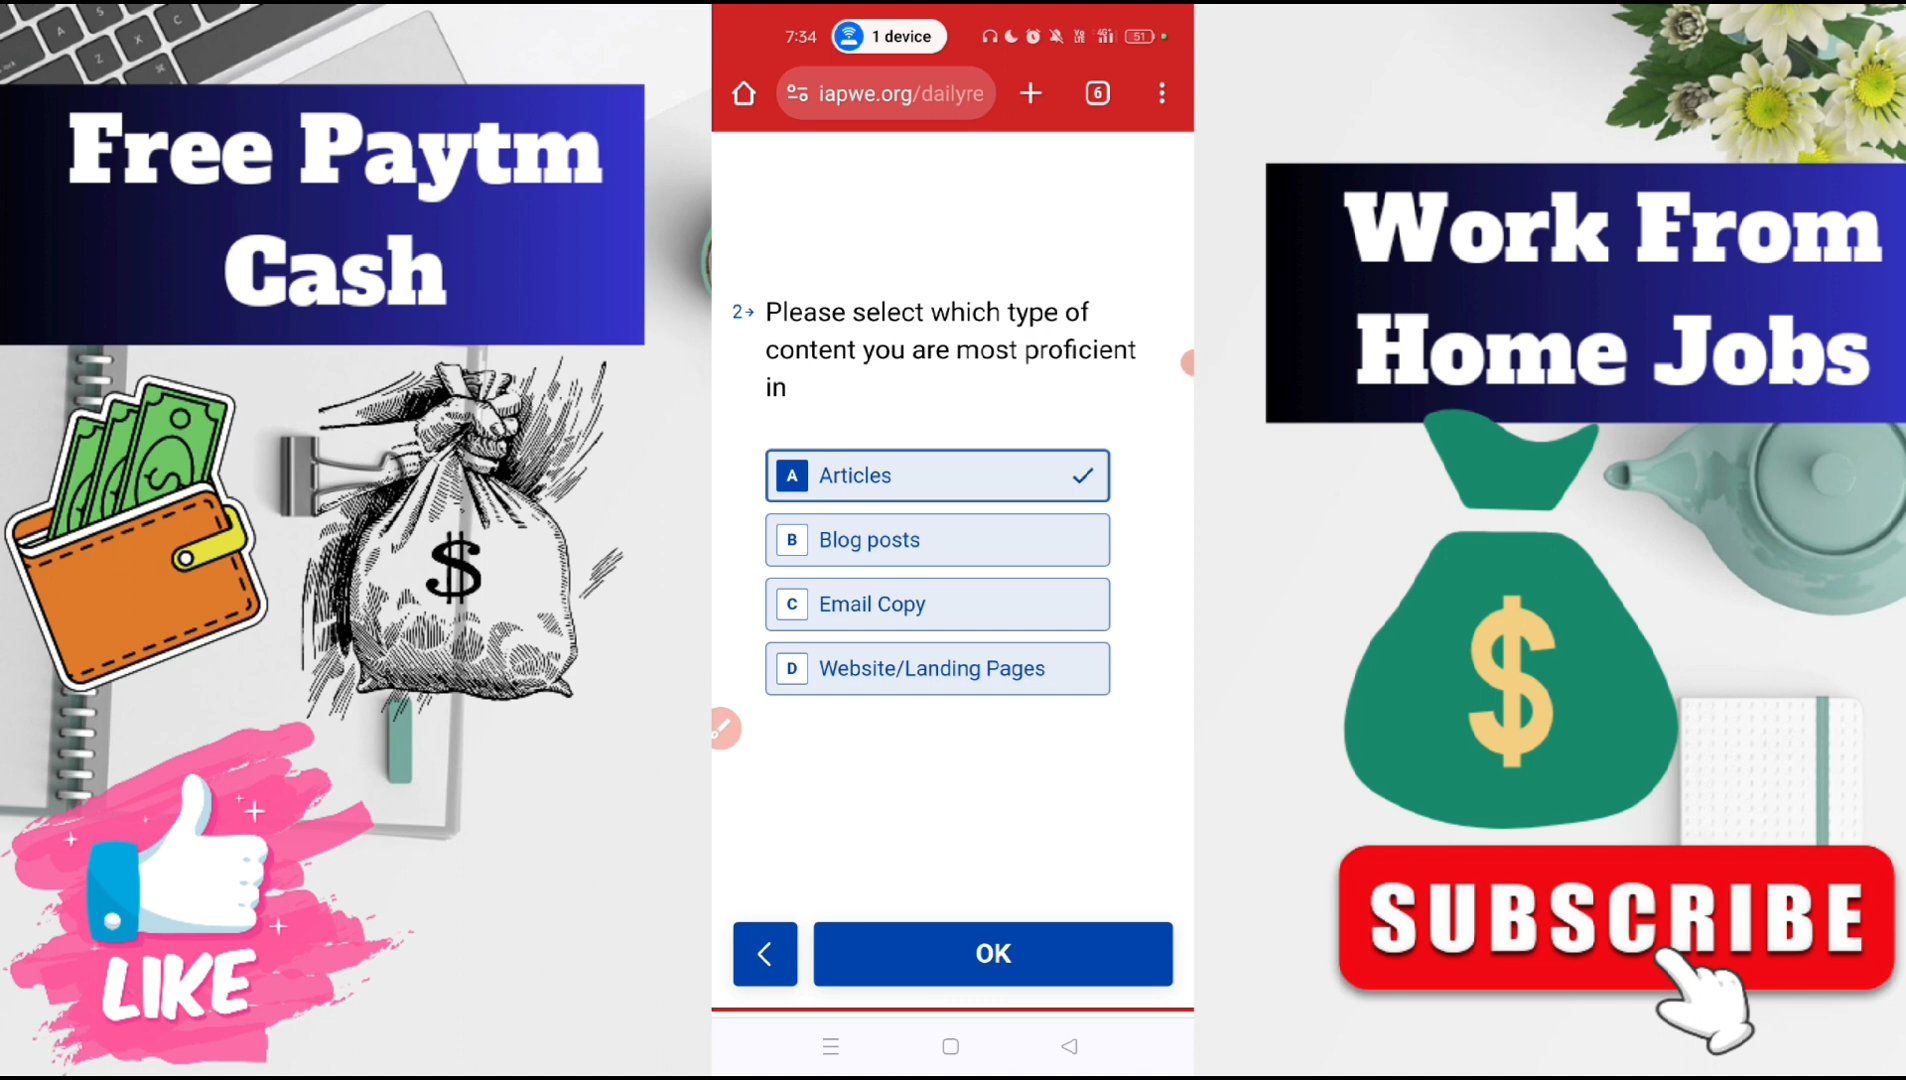 Free Paytm
Cash
LIKE
7:34
1 device
51
iapwe.org/dailyre
6
2 Please select which type of
content you are most proficient
in
A Articles
B Blog posts
C Email Copy
D Website/Landing Pages
OK
Work From
Home Jobs
SUBSCRIBE